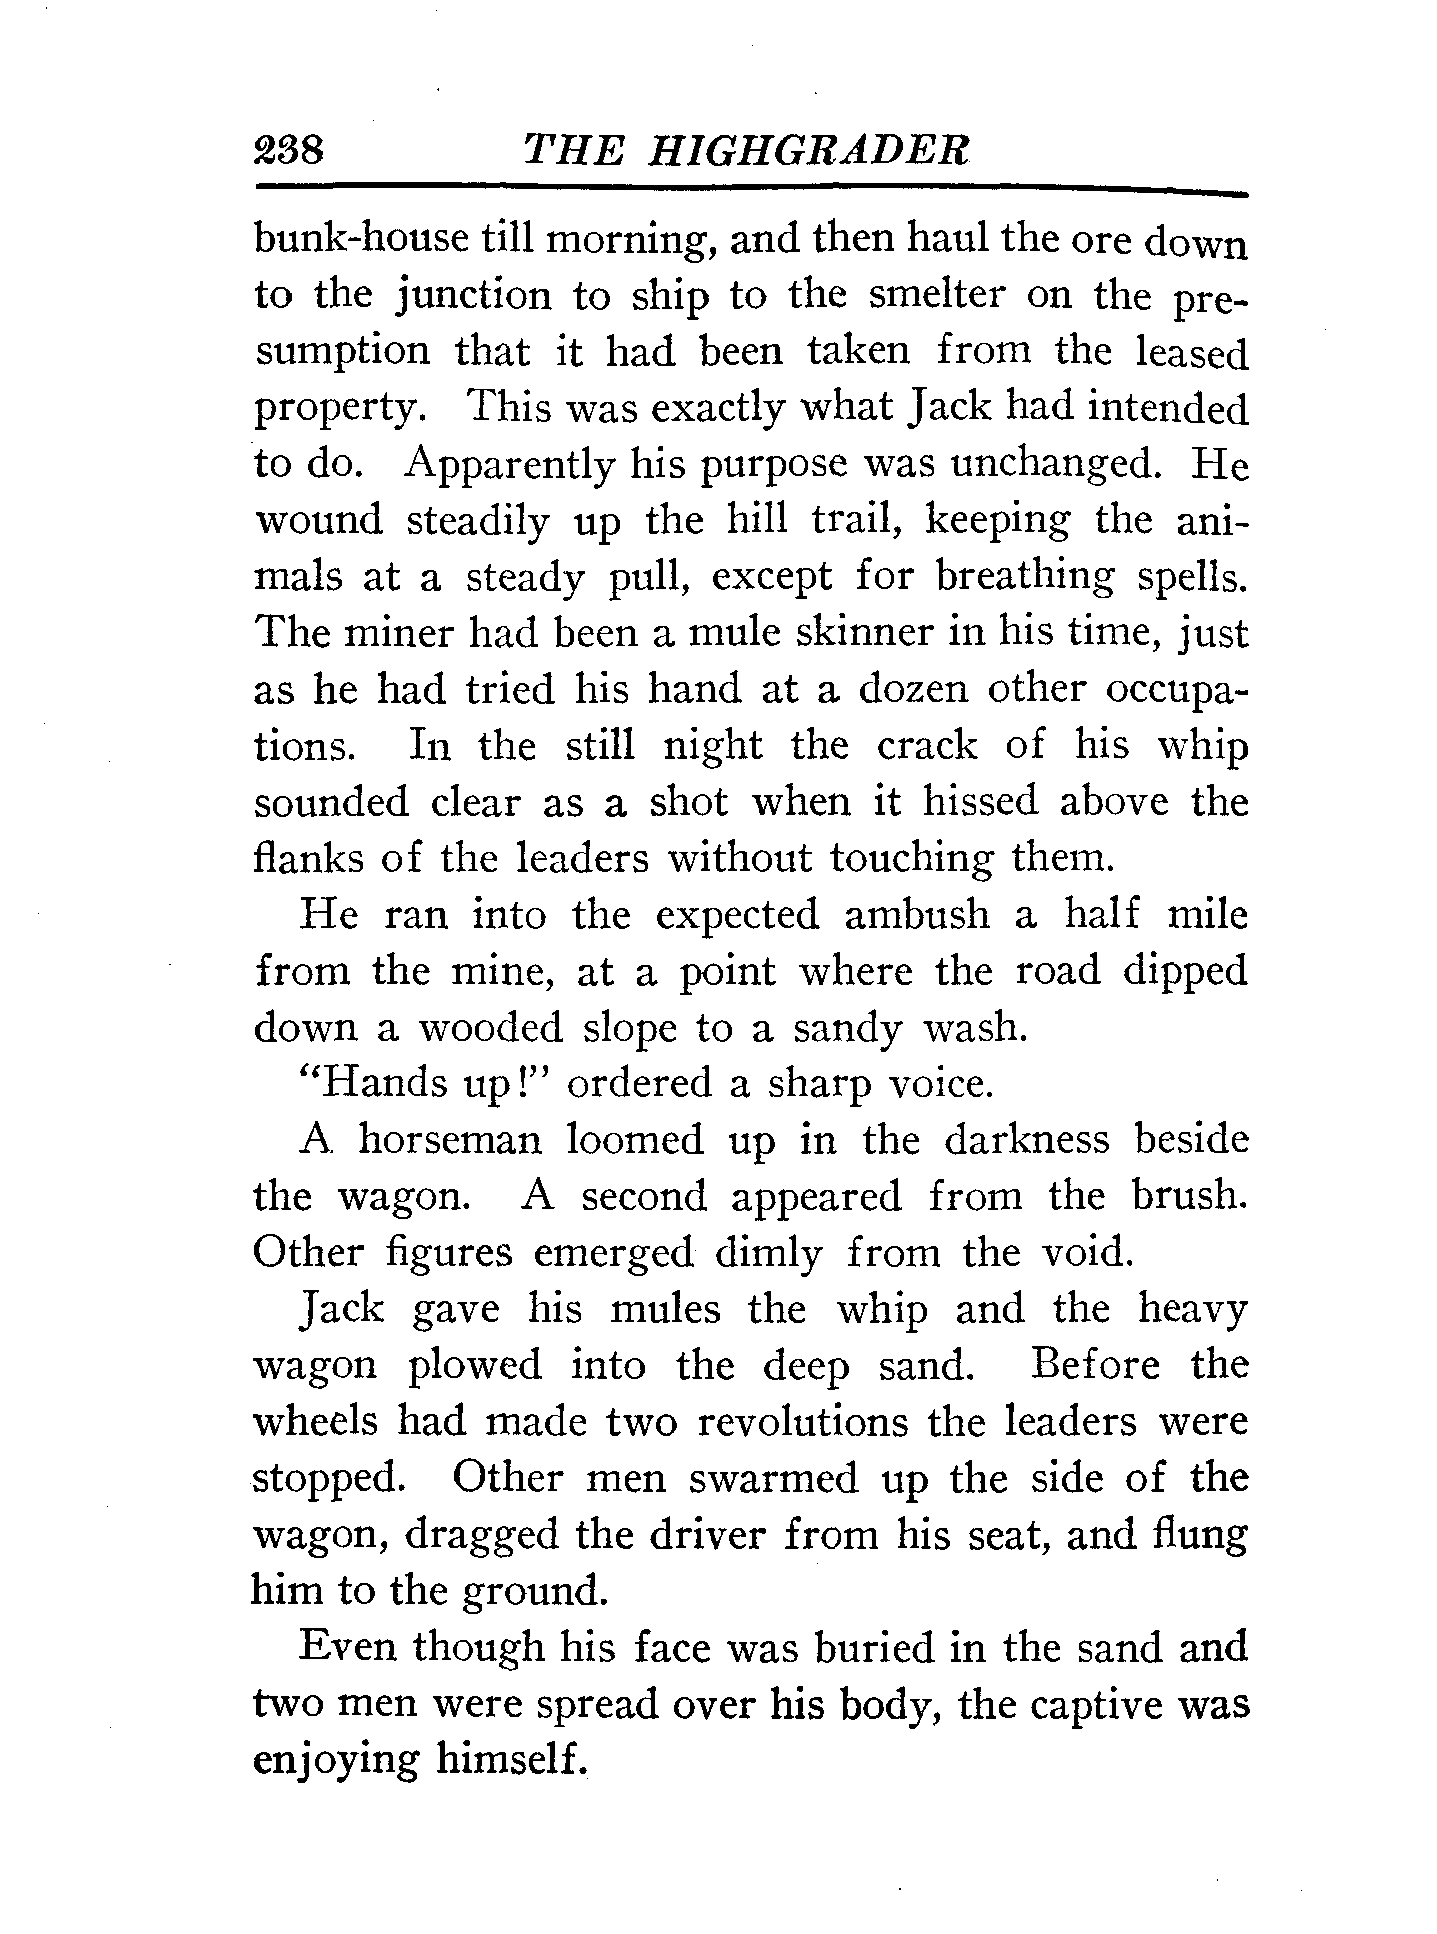 238 THE HIGHGRADER
bunk-house till morning, and then haul the ore down
to the junction to ship to the smelter on the pre-
sumption that it had been taken from the leased
property. This was exactly what Jack had intended
to do. Apparently his purpose was unchanged. He
wound steadily up the hill trail, keeping the ani-
mals at a steady pull, except for breathing spells.
The miner had been a mule skinner in his time, just
as he had tried his hand at a dozen other occupa-
tions. In the still night the crack of his whip
sounded clear as a shot when it hissed above the
flanks of the leaders without touching them.
He ran into the expected ambush a half mile
from the mine, at a point where the road dipped
down a wooded slope to a sandy wash.
"Hands up!" ordered a sharp voice.
A horseman loomed up in the darkness beside
the wagon. A second appeared from the brush.
Other figures emerged dimly from the void.
Jack gave his mules the whip and the heavy
wagon plowed into the deep sand. Before the
wheels had made two revolutions the leaders were
stopped. Other men swarmed up the side of the
wagon, dragged the driver from his seat, and flung
him to the ground.
Even though his face was buried in the sand and
two men were spread over his body, the captive was
enjoying himself.